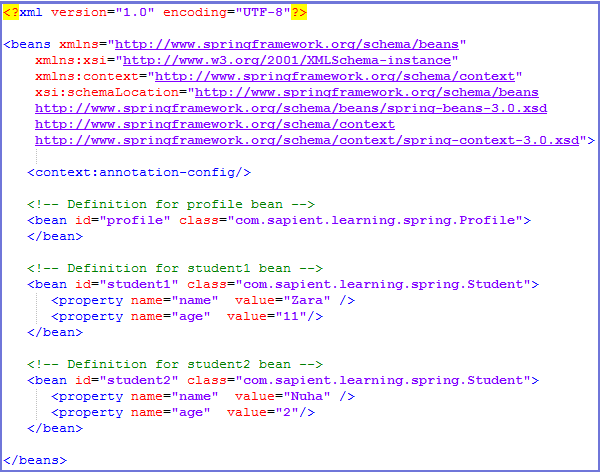 <?xml version="1.0" encoding="UTF-8"?>
<beans xmlns="http://www.springframework.org/schema/beans"
    xmlns:xsi="http://www.w3.org/2001/XMLSchema-instance"
    xmlns:context="http://www.springframework.org/schema/context"
    xsi:schemaLocation="http://www.springframework.org/schema/beans
    http://www.springframework.org/schema/beans/spring-beans-3.0.xsd
    http://www.springframework.org/schema/context
    http://www.springframework.org/schema/context/spring-context-3.0.xsd">
   <context:annotation-config/>
   <!-- Definition for profile bean -->
   <bean id="profile" class="com.sapient.learning.spring.Profile">
   </bean>
   <!-- Definition for student1 bean -->
   <bean id="student1" class="com.sapient.learning.spring.Student">
      <property name="name"  value="Zara" />
      <property name="age"  value="11"/>
   </bean>
   <!-- Definition for student2 bean -->
   <bean id="student2" class="com.sapient.learning.spring.Student">
      <property name="name"  value="Nuha" />
      <property name="age"  value="2"/>
   </bean>
</beans>